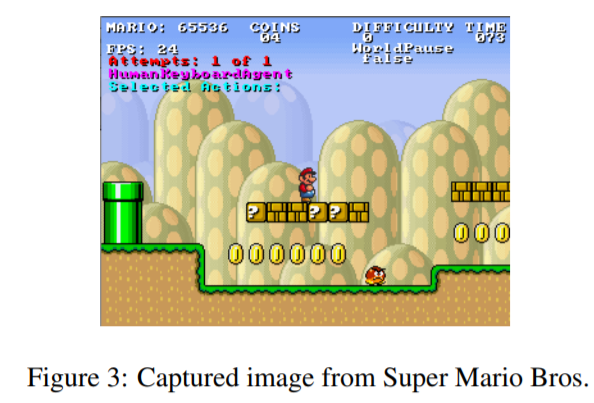 MARIO: 65536 COINS DIFFICULTY TIME
04 0 073
FPS: 24 WorldPause
Attempts: 1 of 1 False
HumanKeyboardAgent
Selected Actions:
? ? ?
Figure 3: Captured image from Super Mario Bros.